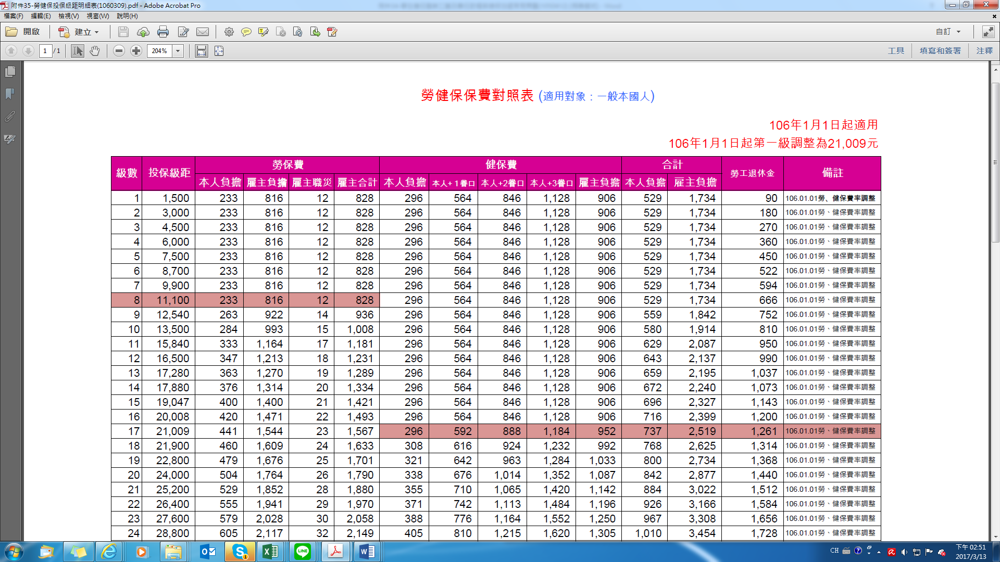 附件35-勞健保投保級距明細表(1060309).pdf - Adobe Acrobat Pro
檔案(F) 編輯(E) 檢視(V) 視窗(W) 說明(H)
開啟 建立 自訂
1 / 1 204% 工具 填寫和簽署 注釋
勞健保保費對照表 (適用對象：一般本國人)
106年1月1日起適用
106年1月1日起第一級調整為21,009元
級數 投保級距 勞保費 健保費 合計 勞工退休金 備註
本人負擔 雇主負擔 雇主職災 雇主合計 本人負擔 本人+１眷口 本人+2眷口 本人+3眷口 雇主負擔 本人負擔 雇主負擔
1 1,500 233 816 12 828 296 564 846 1,128 906 529 1,734 90 106.01.01勞、健保費率調整
2 3,000 233 816 12 828 296 564 846 1,128 906 529 1,734 180 106.01.01勞、健保費率調整
3 4,500 233 816 12 828 296 564 846 1,128 906 529 1,734 270 106.01.01勞、健保費率調整
4 6,000 233 816 12 828 296 564 846 1,128 906 529 1,734 360 106.01.01勞、健保費率調整
5 7,500 233 816 12 828 296 564 846 1,128 906 529 1,734 450 106.01.01勞、健保費率調整
6 8,700 233 816 12 828 296 564 846 1,128 906 529 1,734 522 106.01.01勞、健保費率調整
7 9,900 233 816 12 828 296 564 846 1,128 906 529 1,734 594 106.01.01勞、健保費率調整
8 11,100 233 816 12 828 296 564 846 1,128 906 529 1,734 666 106.01.01勞、健保費率調整
9 12,540 263 922 14 936 296 564 846 1,128 906 559 1,842 752 106.01.01勞、健保費率調整
10 13,500 284 993 15 1,008 296 564 846 1,128 906 580 1,914 810 106.01.01勞、健保費率調整
11 15,840 333 1,164 17 1,181 296 564 846 1,128 906 629 2,087 950 106.01.01勞、健保費率調整
12 16,500 347 1,213 18 1,231 296 564 846 1,128 906 643 2,137 990 106.01.01勞、健保費率調整
13 17,280 363 1,270 19 1,289 296 564 846 1,128 906 659 2,195 1,037 106.01.01勞、健保費率調整
14 17,880 376 1,314 20 1,334 296 564 846 1,128 906 672 2,240 1,073 106.01.01勞、健保費率調整
15 19,047 400 1,400 21 1,421 296 564 846 1,128 906 696 2,327 1,143 106.01.01勞、健保費率調整
16 20,008 420 1,471 22 1,493 296 564 846 1,128 906 716 2,399 1,200 106.01.01勞、健保費率調整
17 21,009 441 1,544 23 1,567 296 592 888 1,184 952 737 2,519 1,261 106.01.01勞、健保費率調整
18 21,900 460 1,609 24 1,633 308 616 924 1,232 992 768 2,625 1,314 106.01.01勞、健保費率調整
19 22,800 479 1,676 25 1,701 321 642 963 1,284 1,033 800 2,734 1,368 106.01.01勞、健保費率調整
20 24,000 504 1,764 26 1,790 338 676 1,014 1,352 1,087 842 2,877 1,440 106.01.01勞、健保費率調整
21 25,200 529 1,852 28 1,880 355 710 1,065 1,420 1,142 884 3,022 1,512 106.01.01勞、健保費率調整
22 26,400 555 1,941 29 1,970 371 742 1,113 1,484 1,196 926 3,166 1,584 106.01.01勞、健保費率調整
23 27,600 579 2,028 30 2,058 388 776 1,164 1,552 1,250 967 3,308 1,656 106.01.01勞、健保費率調整
24 28,800 605 2,117 32 2,149 405 810 1,215 1,620 1,305 1,010 3,454 1,728 106.01.01勞、健保費率調整
LINE
CH 下午 02:51
2017/3/13